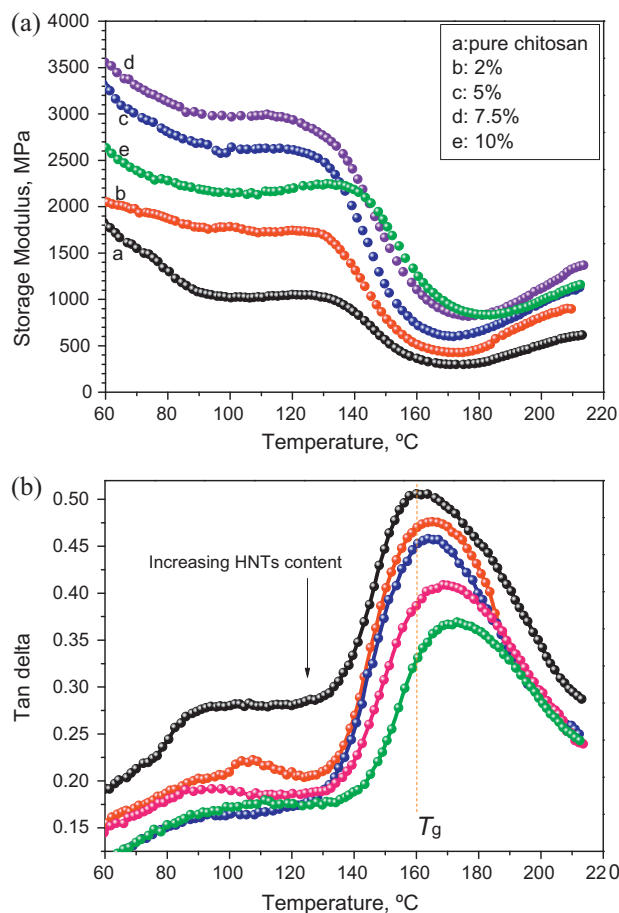 (a)
4000
3500
3000
2500
2000
1500
1000
500
0
Storage Modulus, MPa
d
c
e
b
a
a:pure chitosan
b: 2%
c: 5%
d: 7.5%
e: 10%
60 80 100 120 140 160 180 200 220
Temperature, ºC
(b)
0.50
0.45
0.40
0.35
0.30
0.25
0.20
0.15
Tan delta
Increasing HNTs content
Tg
60 80 100 120 140 160 180 200 220
Temperature, ºC